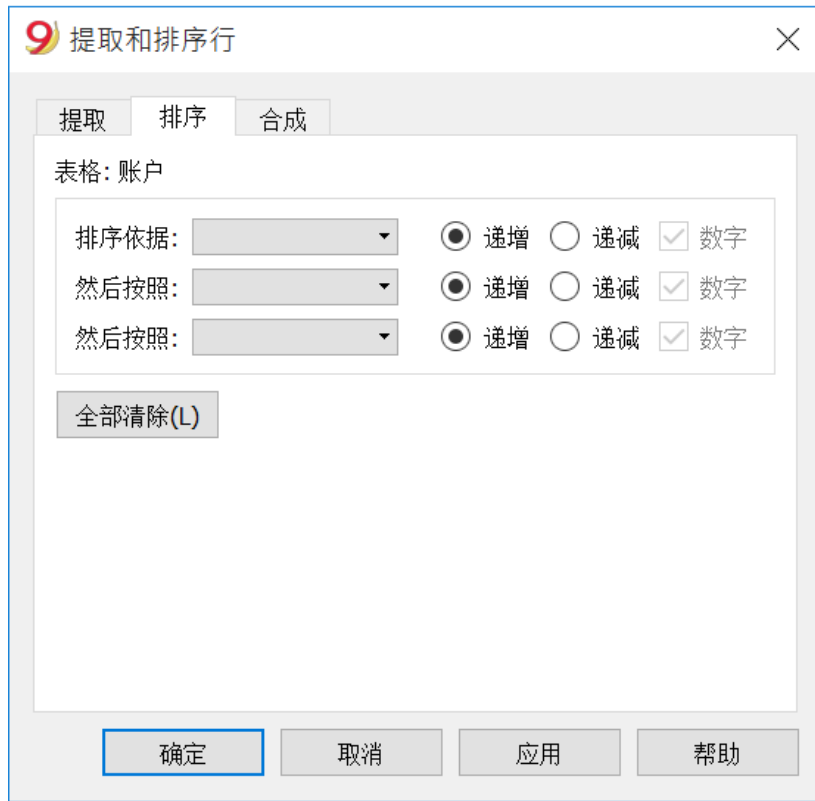 9 提取和排序行
提取 排序 合成
表格: 账户
排序依据: 递增 递减 数字
然后按照: 递增 递减 数字
然后按照: 递增 递减 数字
全部清除(L)
确定 取消 应用 帮助